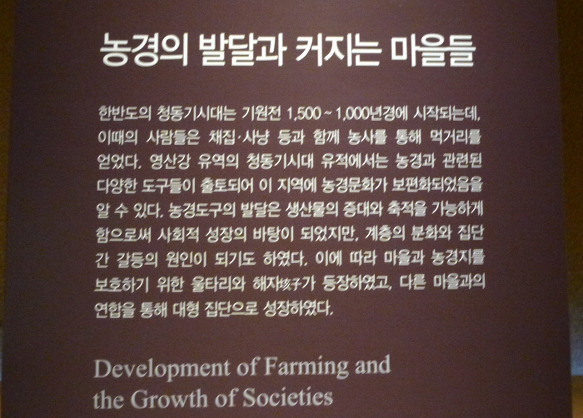 농경의 발달과 커지는 마을들
한반도의 청동기시대는 기원전 1,500~1,000년경에 시작되는데,
이때의 사람들은 채집·사냥 등과 함께 농사를 통해 먹거리를
얻었다. 영산강 유역의 청동기시대 유적에서는 농경과 관련된
다양한 도구들이 출토되어 이 지역에 농경문화가 보편화되었음을
알 수 있다. 농경도구의 발달은 생산물의 증대와 축적을 가능하게
함으로써 사회적 성장의 바탕이 되었지만, 계층의 분화와 집단
간 갈등의 원인이 되기도 하였다. 이에 따라 마을과 농경지를
보호하기 위한 울타리와 해자垓子가 등장하였고, 다른 마을과의
연합을 통해 대형 집단으로 성장하였다.
Development of Farming and
the Growth of Societies